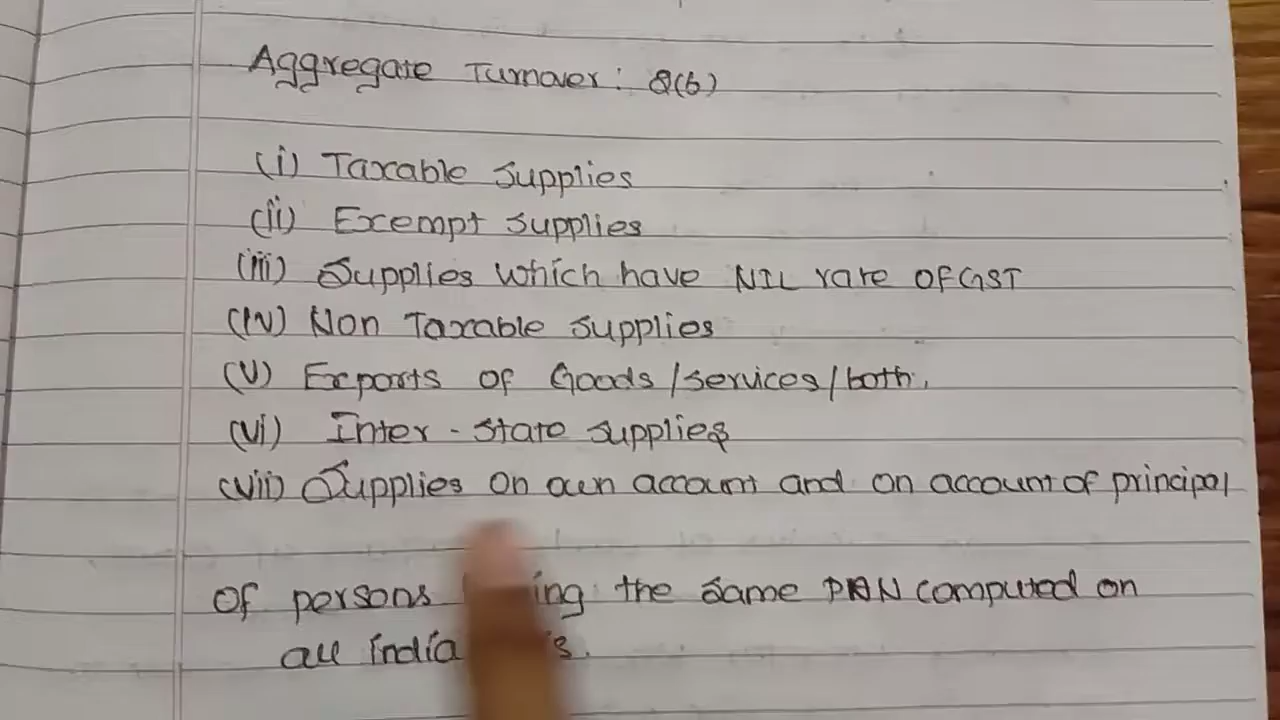 Aggregate Turnover: 2(6)
(i) Taxable supplies
(ii) Exempt supplies
(iii) Supplies which have NIL rate OF GST
(IV) Non Taxable supplies
(V) Exports of Goods/services/both.
(Vi) Inter-state supplies
(Vii) Supplies on own account and on account of principal
Of persons ing the same PAN computed on
all india s.